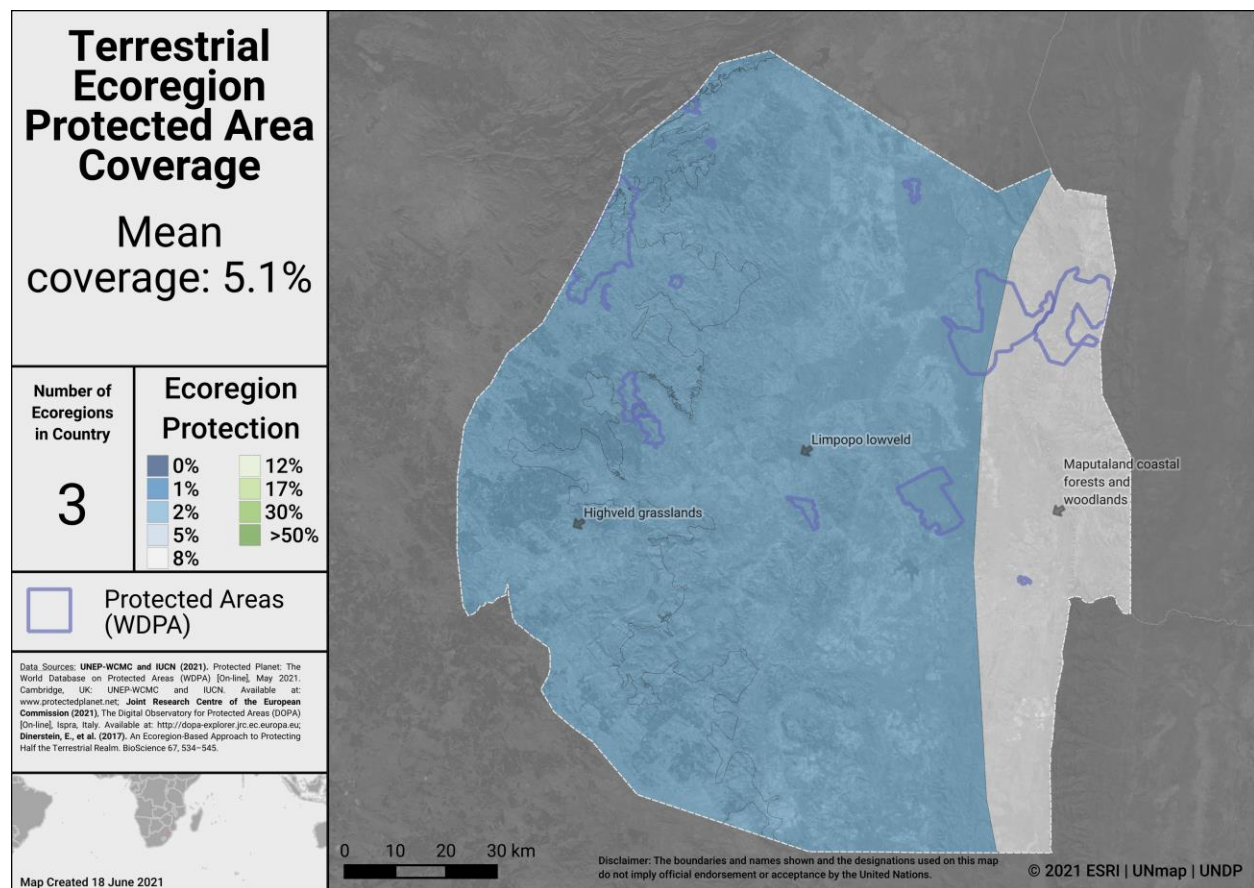 Terrestrial
Ecoregion
Protected Area
Coverage
Mean
coverage: 5.1%
Number of
Ecoregions
in Country
3
Ecoregion
Protection
0%
1%
2%
5%
8%
12%
17%
30%
>50%
Protected Areas
(WDPA)
Data Sources: UNEP-WCMC and IUCN (2021). Protected Planet: The
World Database on Protected Areas (WDPA) [On-line], May 2021.
Cambridge, UK: UNEP-WCMC and IUCN. Available at:
www.protectedplanet.net; Joint Research Centre of the European
Commission (2021), The Digital Observatory for Protected Areas (DOPA)
[On-line], Ispra, Italy. Available at: http://dopa-explorer.jrc.ec.europa.eu;
Dinerstein, E., et al. (2017). An Ecoregion-Based Approach to Protecting
Half the Terrestrial Realm. BioScience 67, 534–545.
Map Created 18 June 2021
Limpopo lowveld
Maputaland coastal
forests and
woodlands
Highveld grasslands
0 10 20 30 km
Disclaimer: The boundaries and names shown and the designations used on this map
do not imply official endorsement or acceptance by the United Nations.
© 2021 ESRI | UNmap | UNDP